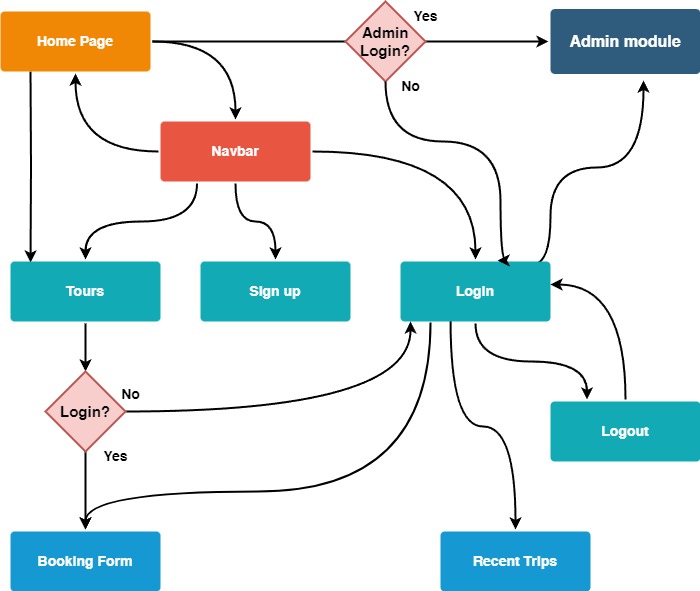 Yes
Home Page
Admin
Login?
Admin module
No
Navbar
Tours
Sign up
Login
No
Login?
Logout
Yes
Booking Form
Recent Trips